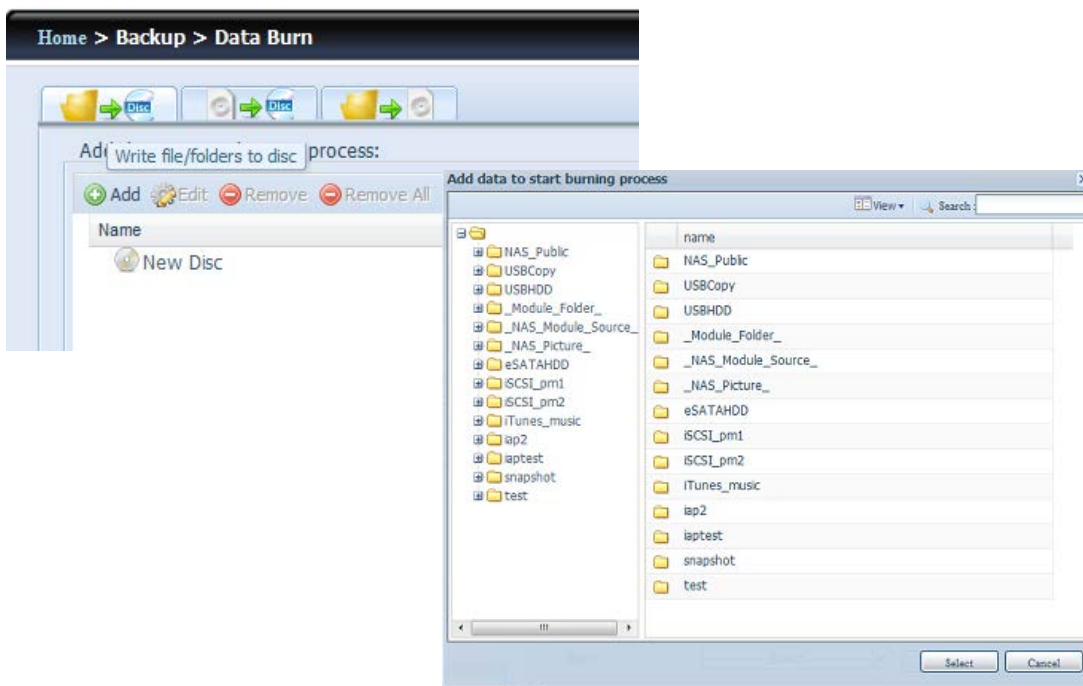 Home > Backup > Data Burn
Disc Disc
Write file/folders to disc
process:
Add Edit Remove Remove All
Name
New Disc
Add data to start burning process
View Search :
NAS_Public
USBCopy
USBHDD
_Module_Folder_
_NAS_Module_Source_
_NAS_Picture_
eSATAHDD
iSCSI_pm1
iSCSI_pm2
iTunes_music
iap2
iaptest
snapshot
test
name
NAS_Public
USBCopy
USBHDD
_Module_Folder_
_NAS_Module_Source_
_NAS_Picture_
eSATAHDD
iSCSI_pm1
iSCSI_pm2
iTunes_music
iap2
iaptest
snapshot
test
Select Cancel